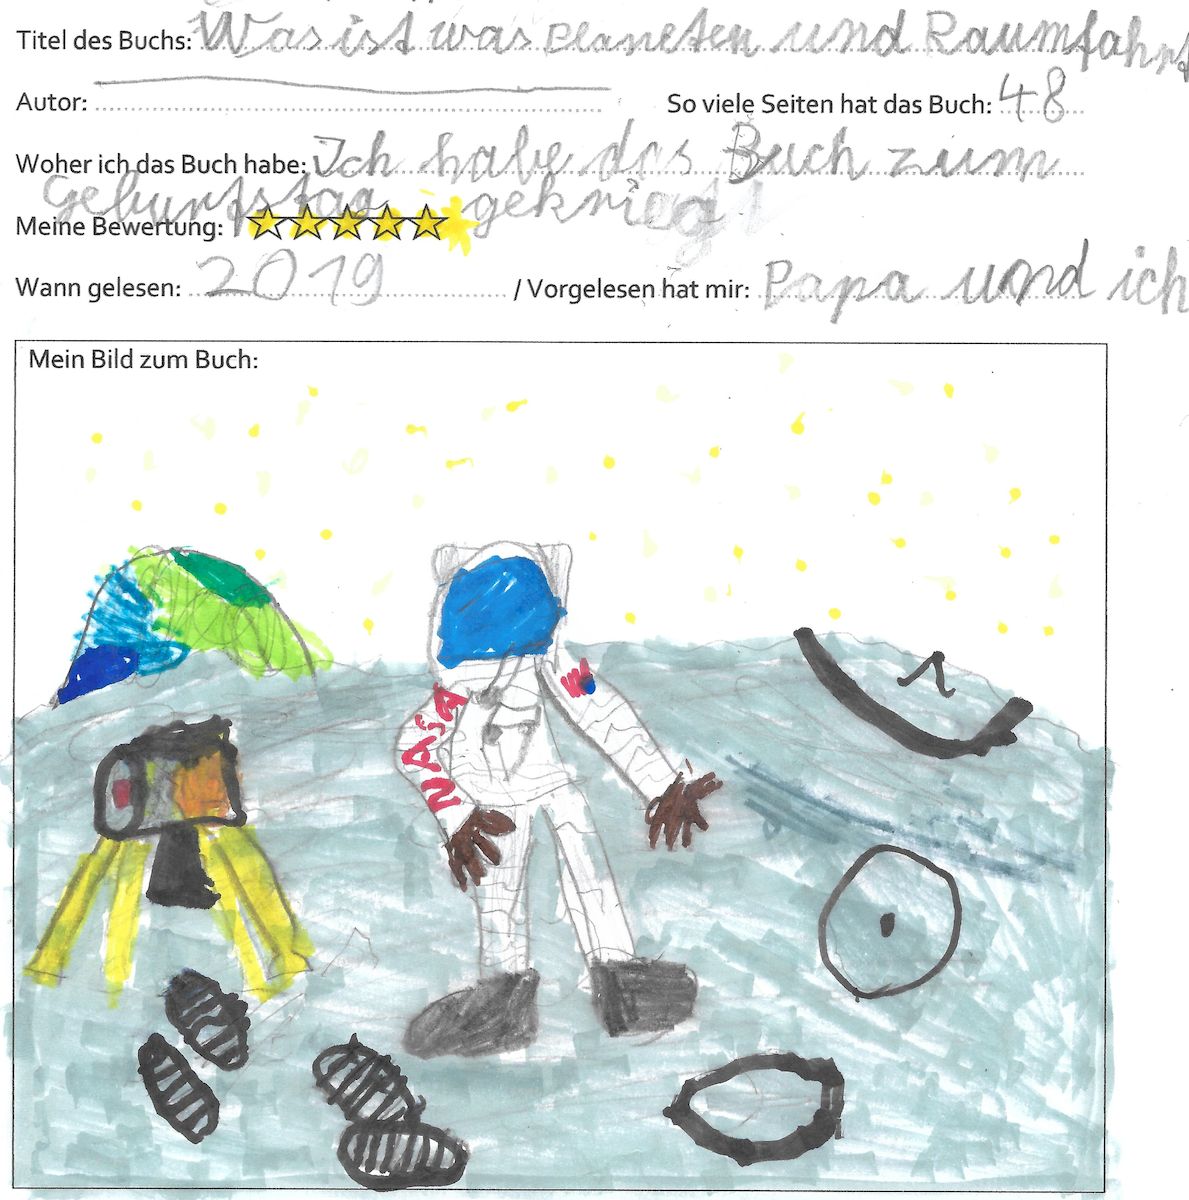 Titel des Buchs: Was ist was planeten und Raumfahrt
Autor:
So viele Seiten hat das Buch: 48
Woher ich das Buch habe: Ich habe das Buch zum
geburtstag gekriegt
Meine Bewertung:
Wann gelesen: 2019 / Vorgelesen hat mir: Papa und ich
Mein Bild zum Buch:
NASA